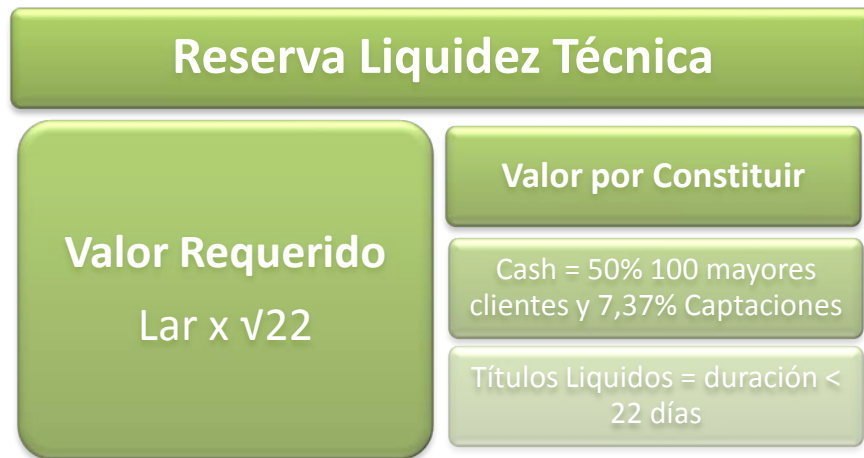 Reserva Liquidez Técnica
Valor Requerido
Lar x √22
Valor por Constituir
Cash = 50% 100 mayores
clientes y 7,37% Captaciones
Títulos Liquidos = duración <
22 días